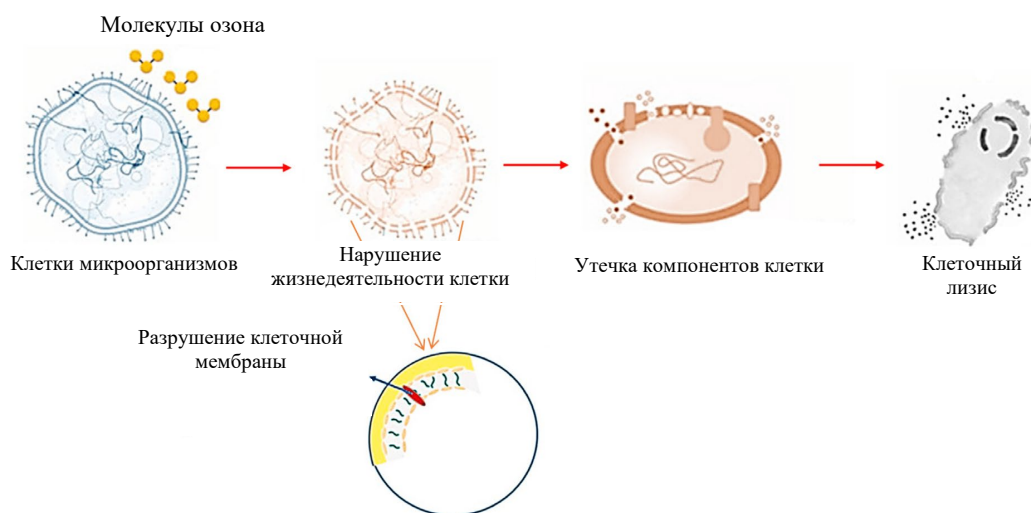 Молекулы озона
Клетки микроорганизмов
Нарушение
жизнедеятельности клетки
Утечка компонентов клетки
Клеточный
лизис
Разрушение клеточной
мембраны